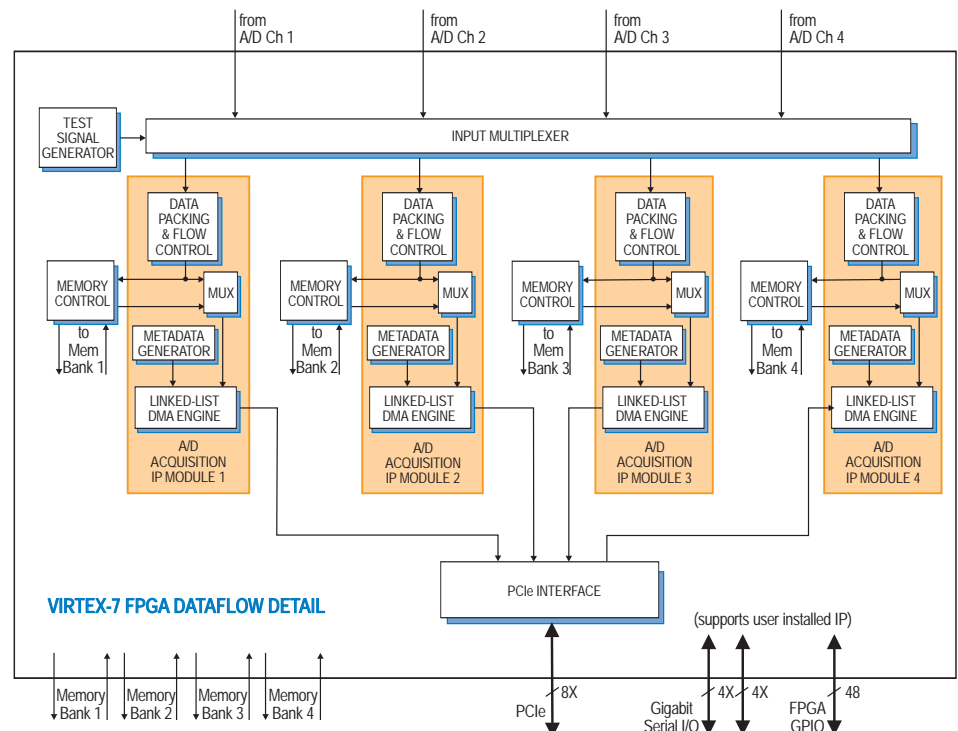 from
A/D Ch 1
from
A/D Ch 2
from
A/D Ch 3
from
A/D Ch 4
TEST
SIGNAL
GENERATOR
INPUT MULTIPLEXER
DATA
PACKING
& FLOW
CONTROL
MEMORY
CONTROL
MUX
to
Mem
Bank 1
METADATA
GENERATOR
LINKED-LIST
DMA ENGINE
A/D
ACQUISITION
IP MODULE 1
DATA
PACKING
& FLOW
CONTROL
MEMORY
CONTROL
MUX
to
Mem
Bank 2
METADATA
GENERATOR
LINKED-LIST
DMA ENGINE
A/D
ACQUISITION
IP MODULE 2
DATA
PACKING
& FLOW
CONTROL
MEMORY
CONTROL
MUX
to
Mem
Bank 3
METADATA
GENERATOR
LINKED-LIST
DMA ENGINE
A/D
ACQUISITION
IP MODULE 3
DATA
PACKING
& FLOW
CONTROL
MEMORY
CONTROL
MUX
to
Mem
Bank 4
METADATA
GENERATOR
LINKED-LIST
DMA ENGINE
A/D
ACQUISITION
IP MODULE 4
PCIe INTERFACE
VIRTEX-7 FPGA DATAFLOW DETAIL
(supports user installed IP)
Memory
Bank 1
Memory
Bank 2
Memory
Bank 3
Memory
Bank 4
8X
PCIe
4X
4X
Gigabit
Serial I/O
48
FPGA
GPIO